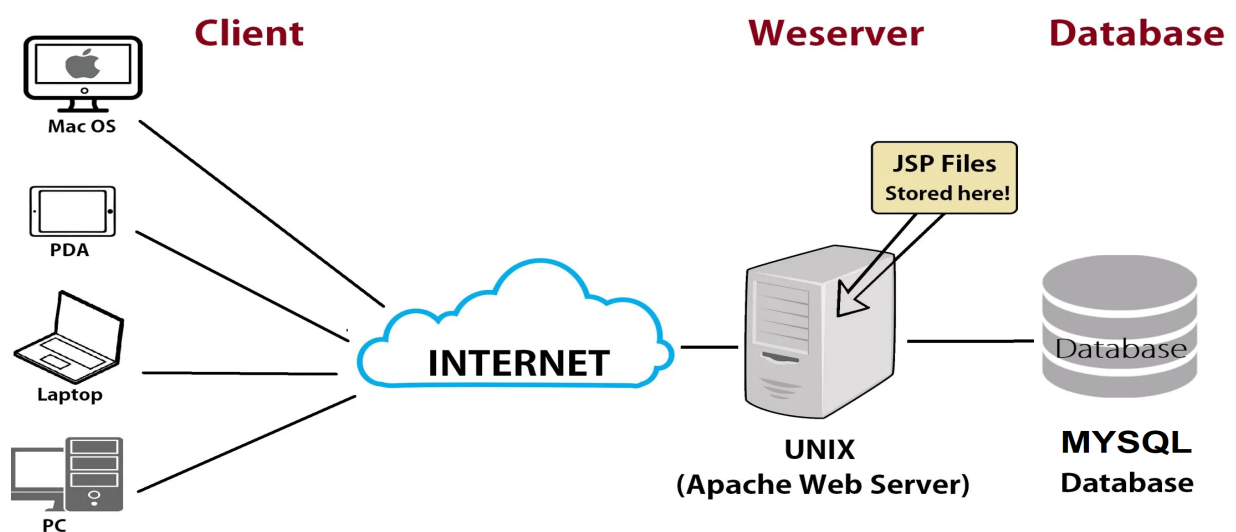 Client
Weserver
Database
Mac OS
PDA
Laptop
PC
INTERNET
JSP Files
Stored here!
UNIX
(Apache Web Server)
Database
MYSQL
Database